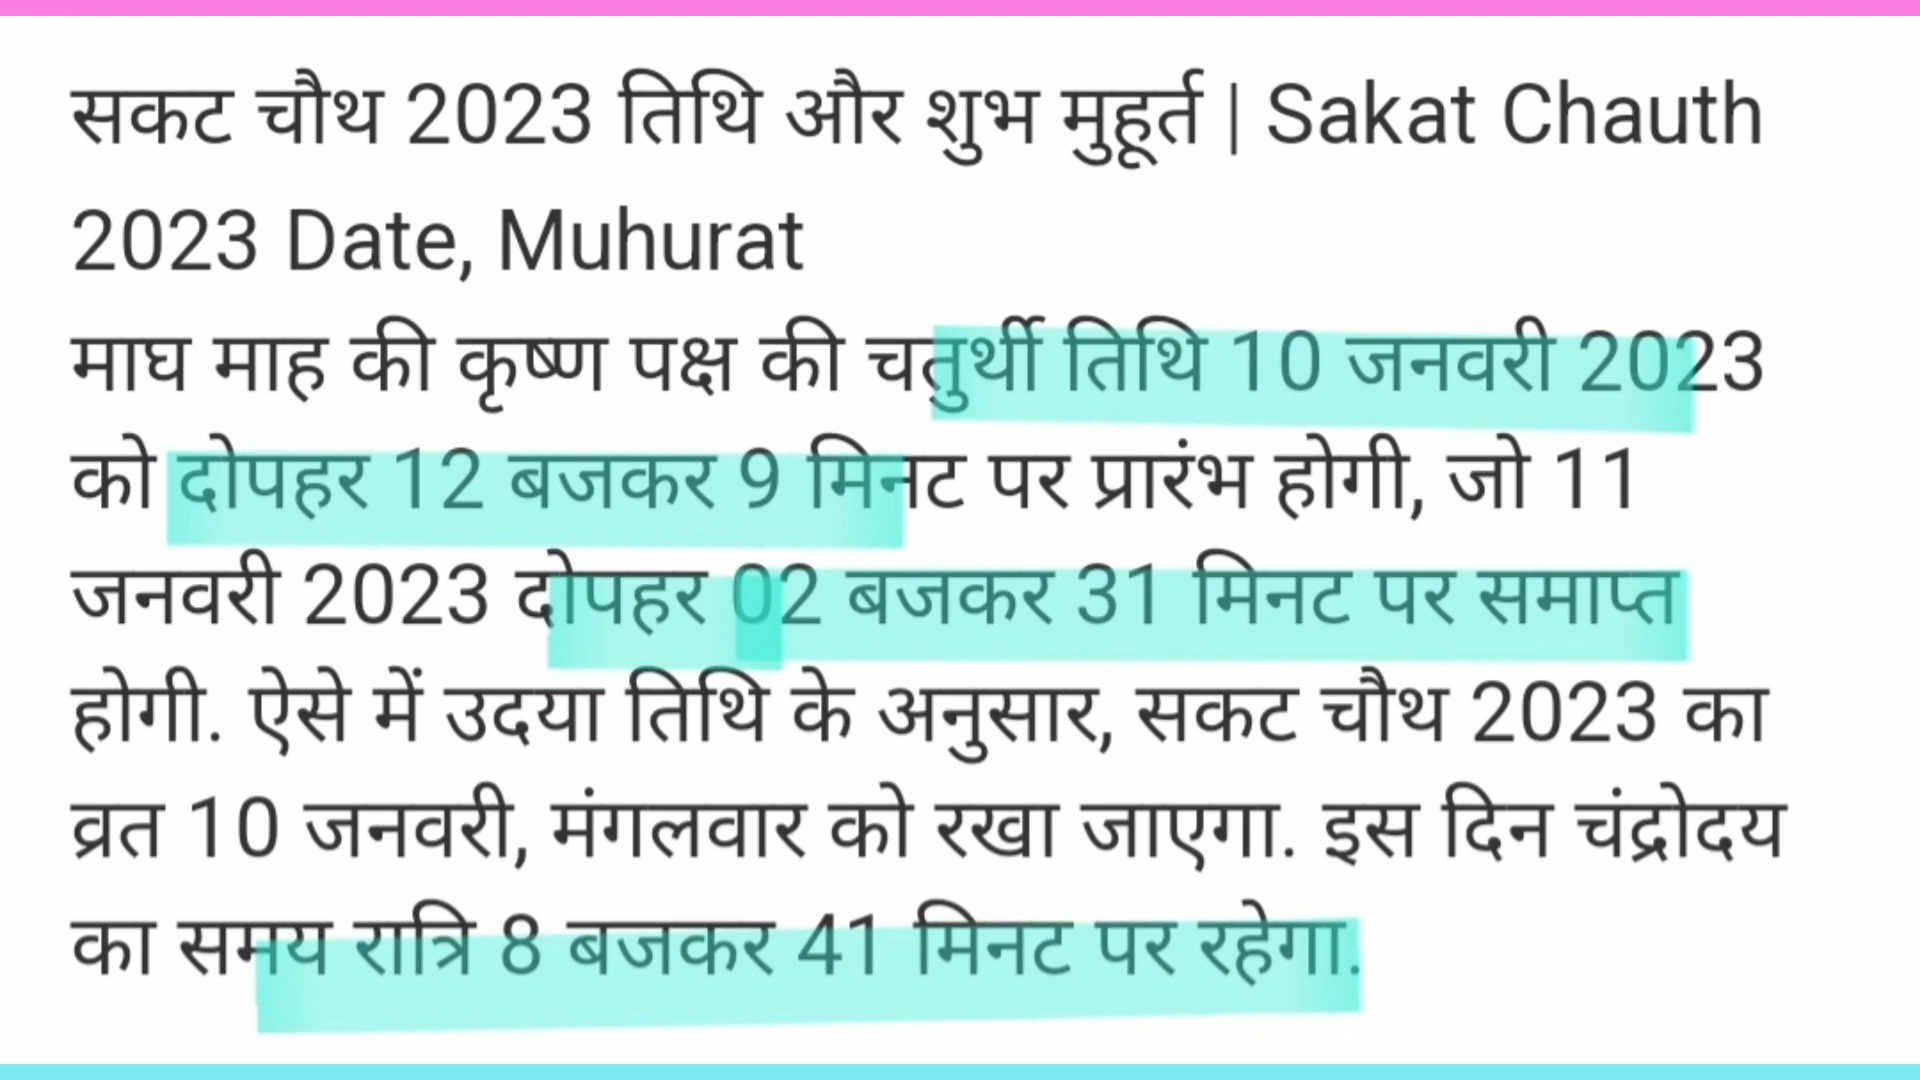 सकट चौथ 2023 तिथि और शुभ मुहूर्त | Sakat Chauth
2023 Date, Muhurat
माघ माह की कृष्ण पक्ष की चतुर्थी तिथि 10 जनवरी 2023
को दोपहर 12 बजकर 9 मिनट पर प्रारंभ होगी, जो 11
जनवरी 2023 दोपहर 02 बजकर 31 मिनट पर समाप्त
होगी. ऐसे में उदया तिथि के अनुसार, सकट चौथ 2023 का
व्रत 10 जनवरी, मंगलवार को रखा जाएगा. इस दिन चंद्रोदय
का समय रात्रि 8 बजकर 41 मिनट पर रहेगा.